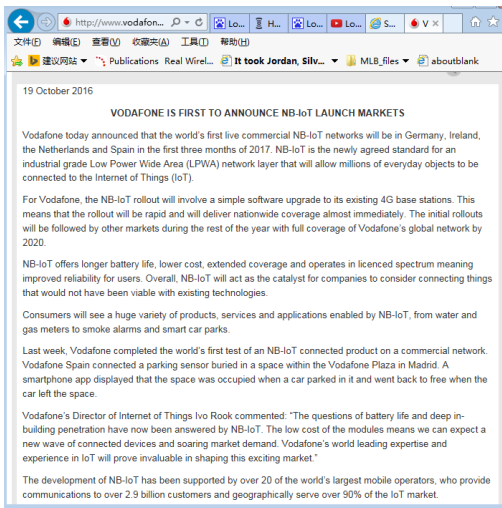 http://www.vodafon...
Lo...
H...
Lo...
Lo...
S...
V
文件(F) 编辑(E) 查看(V) 收藏夹(A) 工具(T) 帮助(H)
建议网站 Publications Real Wirel... It took Jordan, Silv... MLB_files aboutblank
19 October 2016
VODAFONE IS FIRST TO ANNOUNCE NB-IoT LAUNCH MARKETS
Vodafone today announced that the world's first live commercial NB-IoT networks will be in Germany, Ireland,
the Netherlands and Spain in the first three months of 2017. NB-IoT is the newly agreed standard for an
industrial grade Low Power Wide Area (LPWA) network layer that will allow millions of everyday objects to be
connected to the Internet of Things (IoT).
For Vodafone, the NB-IoT rollout will involve a simple software upgrade to its existing 4G base stations. This
means that the rollout will be rapid and will deliver nationwide coverage almost immediately. The initial rollouts
will be followed by other markets during the rest of the year with full coverage of Vodafone's global network by
2020.
NB-IoT offers longer battery life, lower cost, extended coverage and operates in licenced spectrum meaning
improved reliability for users. Overall, NB-IoT will act as the catalyst for companies to consider connecting things
that would not have been viable with existing technologies.
Consumers will see a huge variety of products, services and applications enabled by NB-IoT, from water and
gas meters to smoke alarms and smart car parks.
Last week, Vodafone completed the world's first test of an NB-IoT connected product on a commercial network.
Vodafone Spain connected a parking sensor buried in a space within the Vodafone Plaza in Madrid. A
smartphone app displayed that the space was occupied when a car parked in it and went back to free when the
car left the space.
Vodafone's Director of Internet of Things Ivo Rook commented: “The questions of battery life and deep in-
building penetration have now been answered by NB-IoT. The low cost of the modules means we can expect a
new wave of connected devices and soaring market demand. Vodafone's world leading expertise and
experience in IoT will prove invaluable in shaping this exciting market.”
The development of NB-IoT has been supported by over 20 of the world's largest mobile operators, who provide
communications to over 2.9 billion customers and geographically serve over 90% of the IoT market.